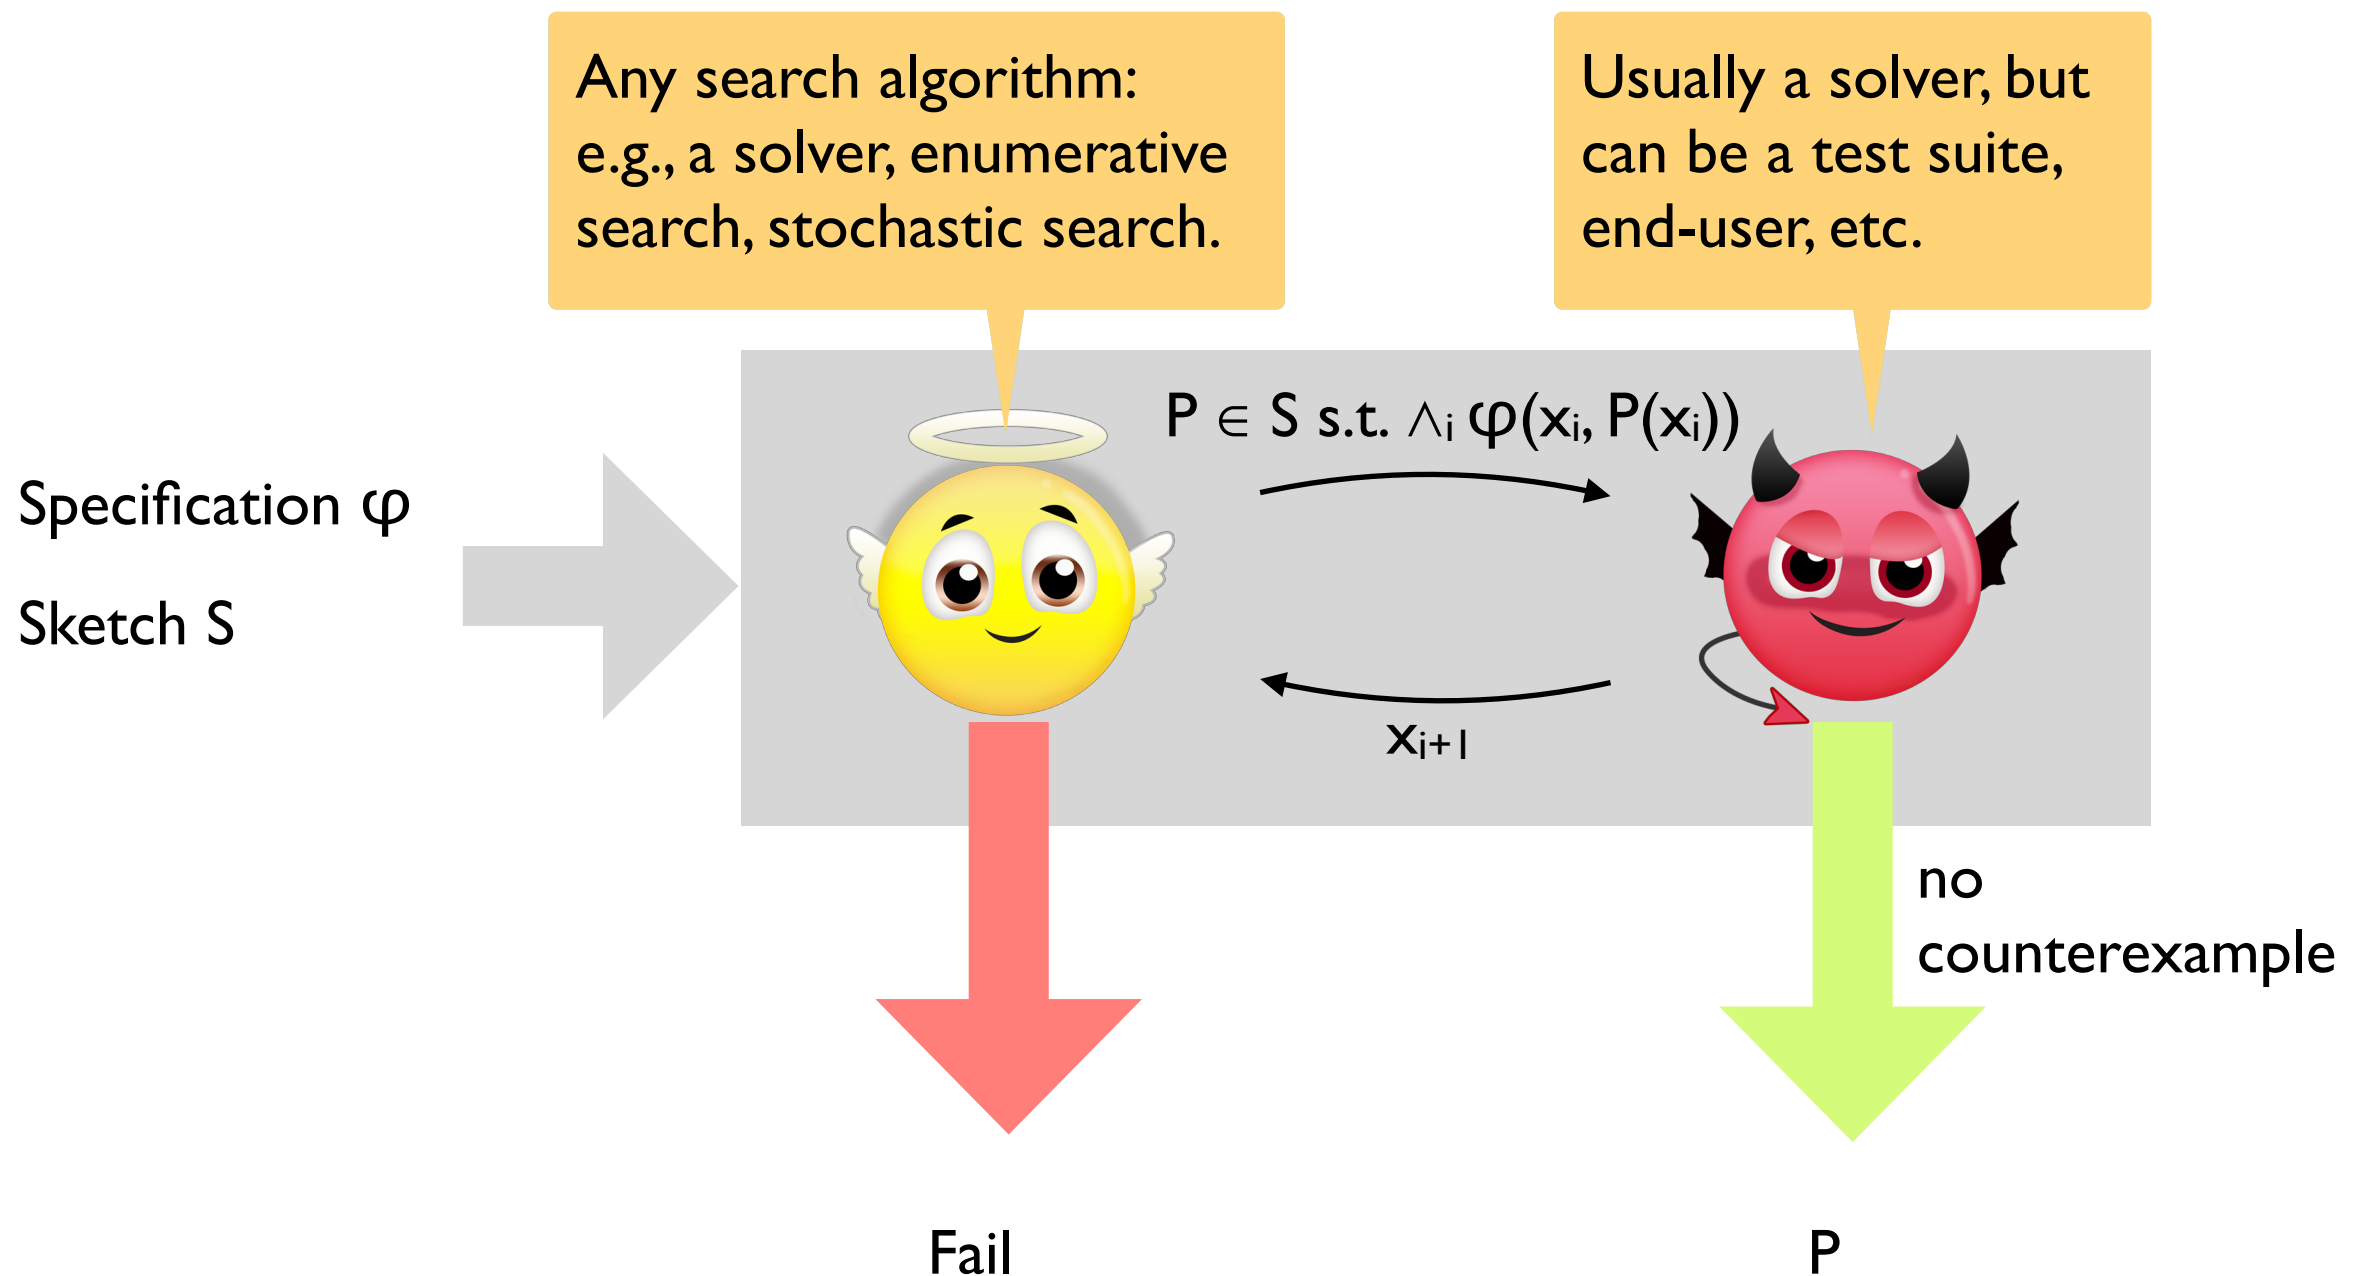 Any search algorithm:
e.g., a solver, enumerative
search, stochastic search.
Usually a solver, but
can be a test suite,
end-user, etc.
P ∈ S s.t. ∧ᵢ φ(xᵢ, P(xᵢ))
Specification φ
Sketch S
xᵢ₊₁
no
counterexample
Fail
P